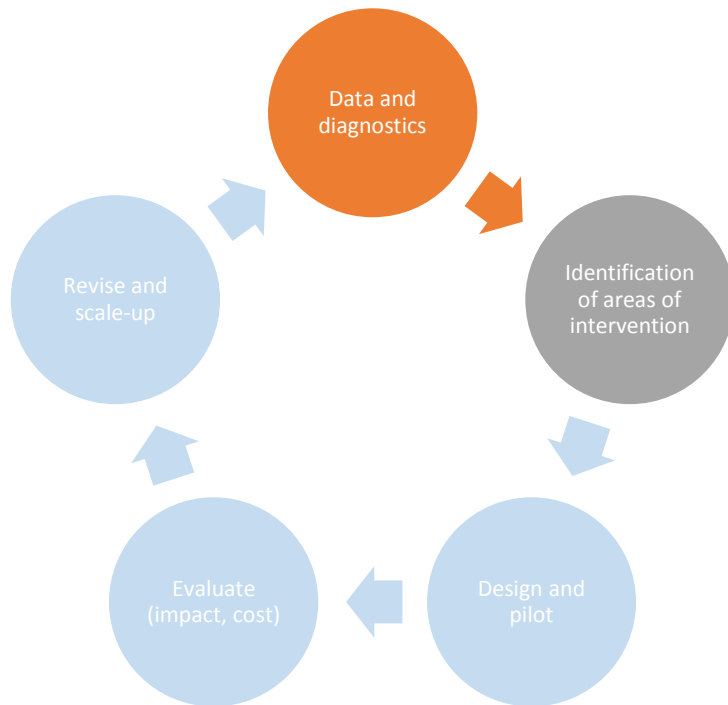 Data and
diagnostics
Identification
of areas of
intervention
Design and
pilot
Evaluate
(impact, cost)
Revise and
scale-up